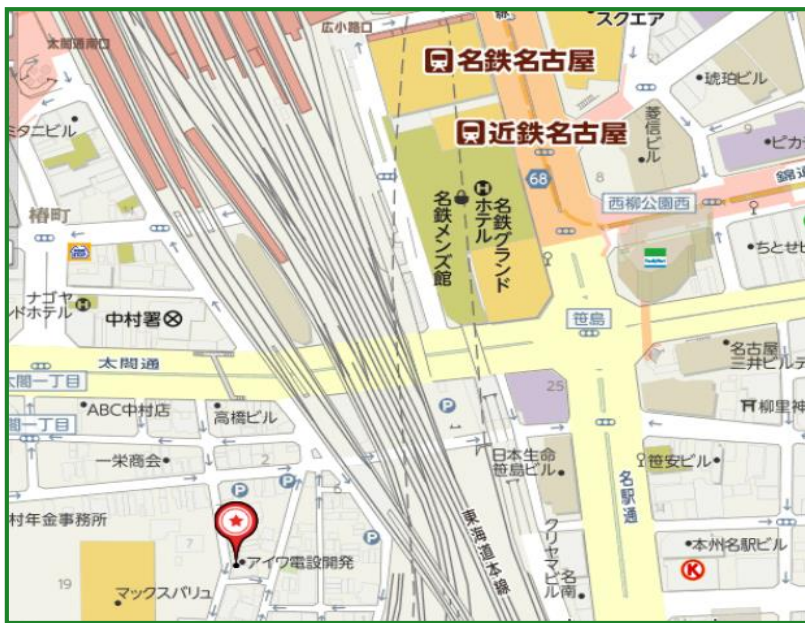 広小路口
スクエア
太閤通南口
名鉄名古屋
琥珀ビル
菱信ビル
9
ミタニビル
近鉄名古屋
ピカ
68
8
錦通
名鉄グランド
ホテル
名鉄メンズ館
西柳公園西
椿町
FamilyMart
ちとせビ
ナゴヤ
ンドホテル
中村署
笹島
太閤通
名古屋
三井ビルデ
太閤一丁目
25
ABC中村店
P
高橋ビル
柳里神
閤一丁目
日本生命
笹島ビル
一栄商会
2
笹安ビル
名駅通
P
P
5
村年金事務所
東海道本線
クリヤマビル
7
P
本州名駅ビル
アイワ電設開発
K
19
マックスバリュ
名南